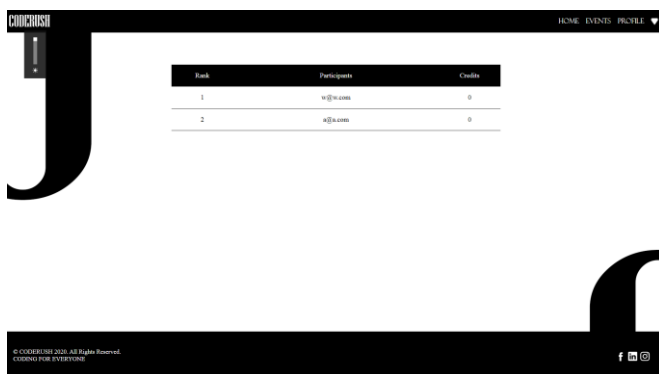 CODERUSH
HOME EVENTS PROFILE
Rank Participants Credits
1 w@w.com 0
2 a@a.com 0
© CODERUSH 2020. All Rights Reserved.
CODING FOR EVERYONE